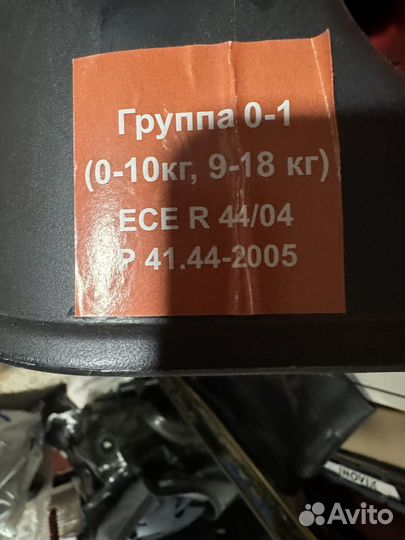 Группа 0-1
(0-10кг, 9-18 кг)
ECE R 44/04
Р 41.44-2005
Avito